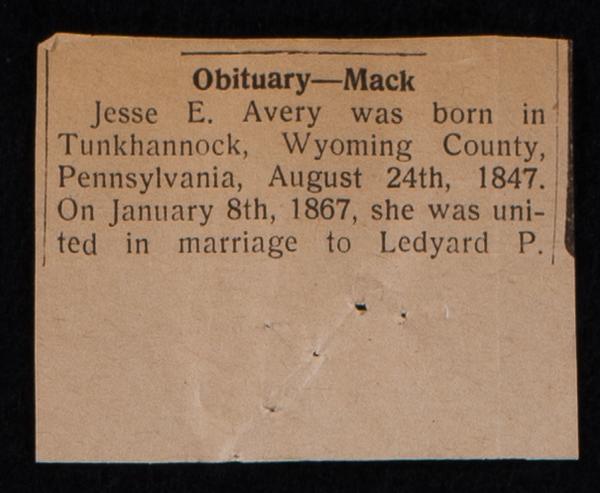 Obituary—Mack
Jesse E. Avery was born in
Tunkhannock, Wyoming County,
Pennsylvania, August 24th, 1847.
On January 8th, 1867, she was uni-
ted in marriage to Ledyard P.